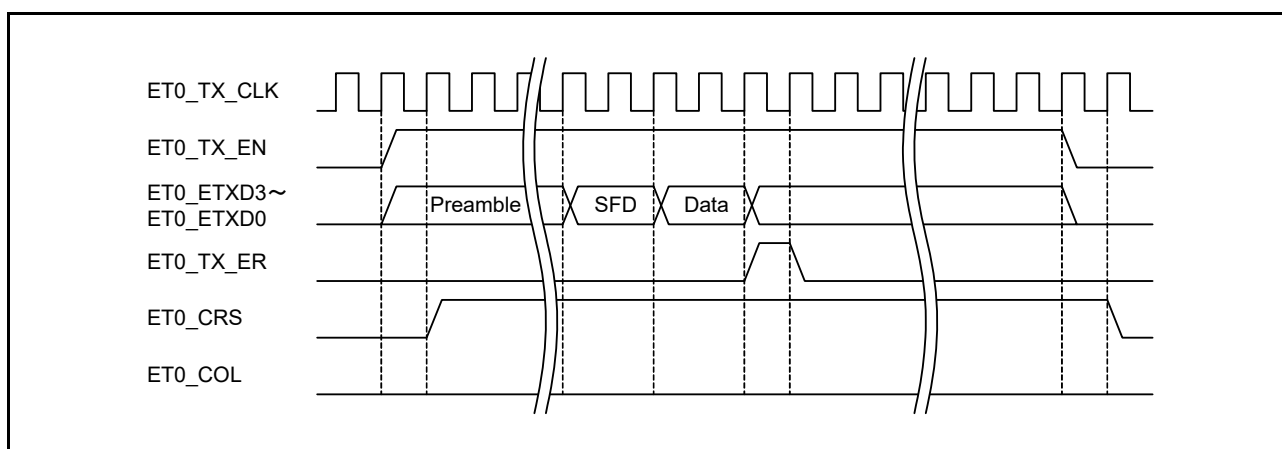 ET0_TX_CLK
ET0_TX_EN
ET0_ETXD3～
ET0_ETXD0
Preamble
SFD
Data
ET0_TX_ER
ET0_CRS
ET0_COL